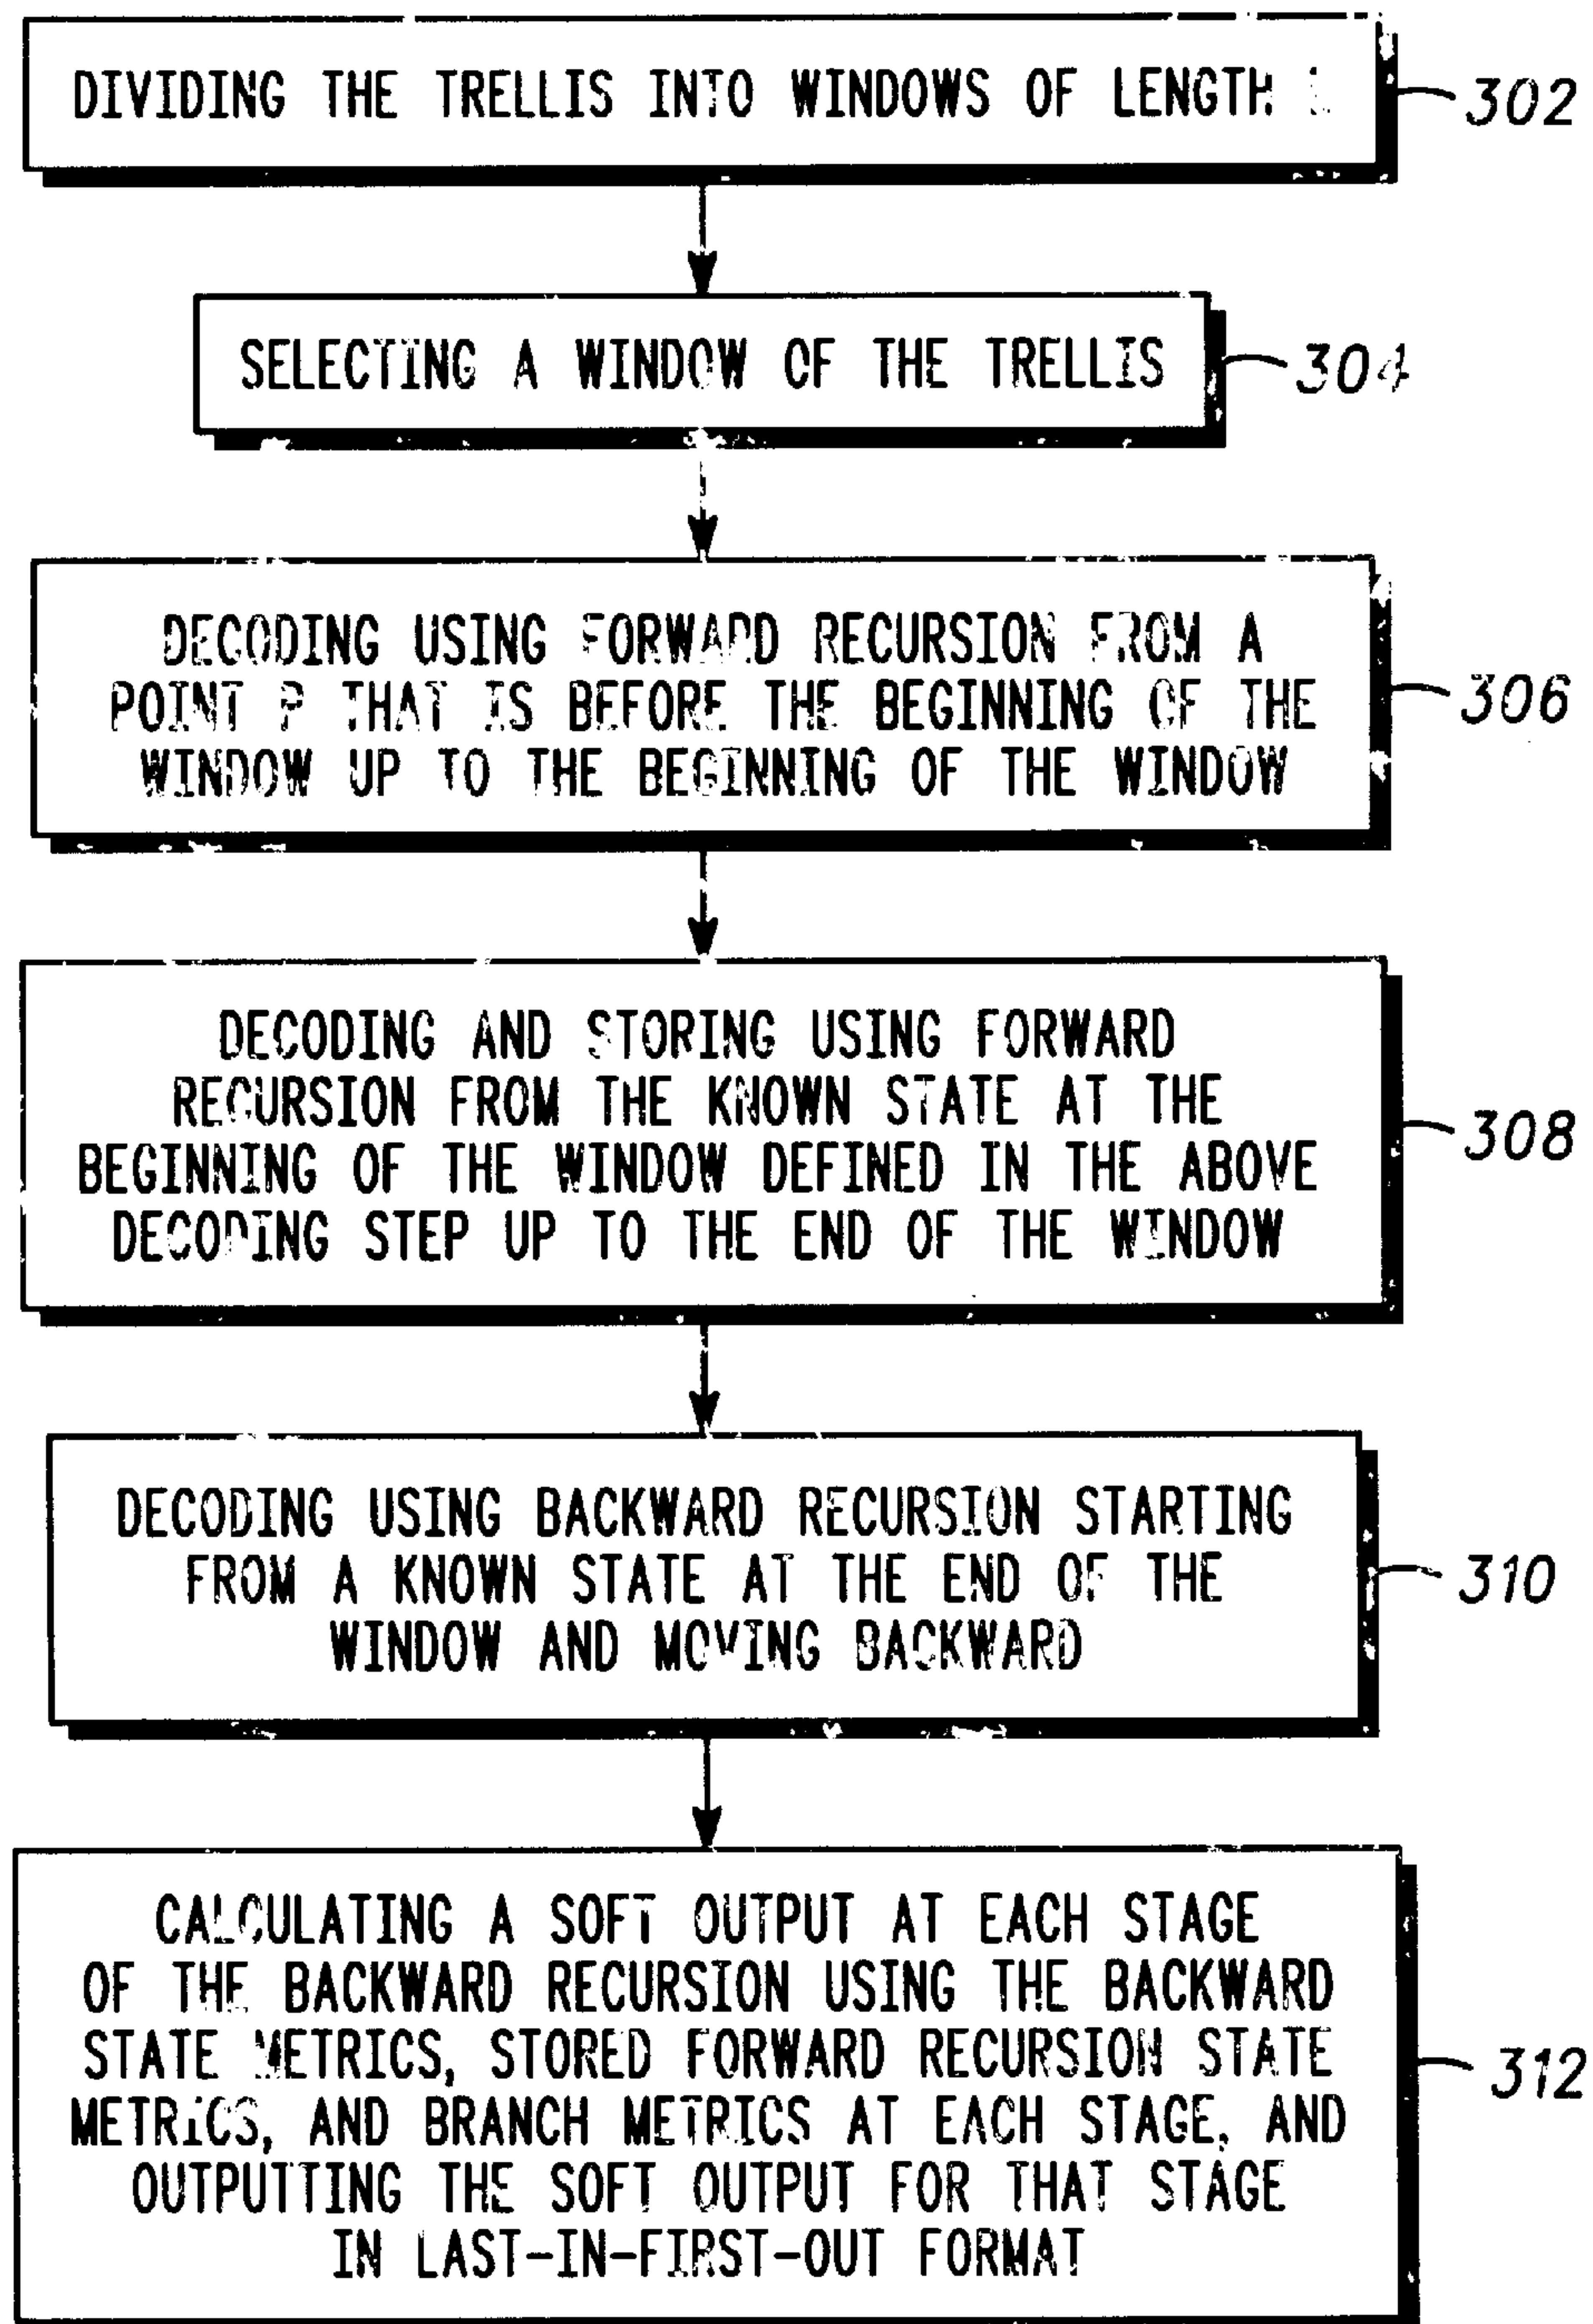 DIVIDING THE TRELLIS INTO WINDOWS OF LENGTH
302
SELECTING A WINDOW OF THE TRELLIS
304
DECODING USING FORWARD RECURSION FROM A
POINT P THAT IS BEFORE THE BEGINNING OF THE
WINDOW UP TO THE BEGINNING OF THE WINDOW
306
DECODING AND STORING USING FORWARD
RECURSION FROM THE KNOWN STATE AT THE
BEGINNING OF THE WINDOW DEFINED IN THE ABOVE
DECODING STEP UP TO THE END OF THE WINDOW
308
DECODING USING BACKWARD RECURSION STARTING
FROM A KNOWN STATE AT THE END OF THE
WINDOW AND MOVING BACKWARD
310
CALCULATING A SOFT OUTPUT AT EACH STAGE
OF THE BACKWARD RECURSION USING THE BACKWARD
STATE METRICS, STORED FORWARD RECURSION STATE
METRICS, AND BRANCH METRICS AT EACH STAGE, AND
OUTPUTTING THE SOFT OUTPUT FOR THAT STAGE
IN LAST-IN-FIRST-OUT FORMAT
312